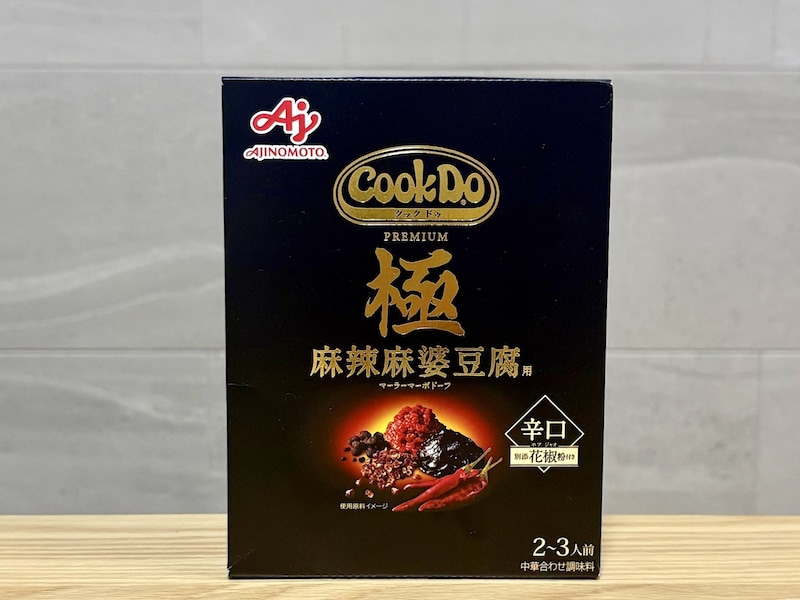 Aj
AJINOMOTO.
CookDo®
クック ドゥ
PREMIUM
極
麻辣麻婆豆腐用
マーラーマーボドーフ
辛口
ホアジャオ
別添花椒粉付き
使用原料イメージ
2~3人前
中華合わせ調味料